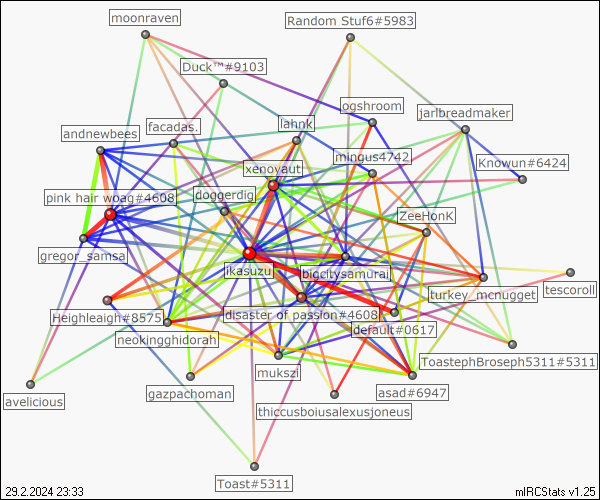 moonraven
Random Stuf6#5983
Duck™#9103
ogshroom
jarlbreadmaker
lahnk
facadas.
andnewbees
xenoyaut
mingus4742
Knowun#6424
pink hair woag#4608
doggerdig
ZeeHonK
gregor_samsa
ikasuzu
bigcitysamurai
turkey_mcnugget
tescoroll
Heighleaigh#8575
disaster of passion#4608
default#0617
neokingghidorah
ToastephBroseph5311#5311
mukszi
asad#6947
avelicious
gazpachoman
thiccusboiusalexusjoneus
Toast#5311
29.2.2024 23:33
mIRCStats v1.25